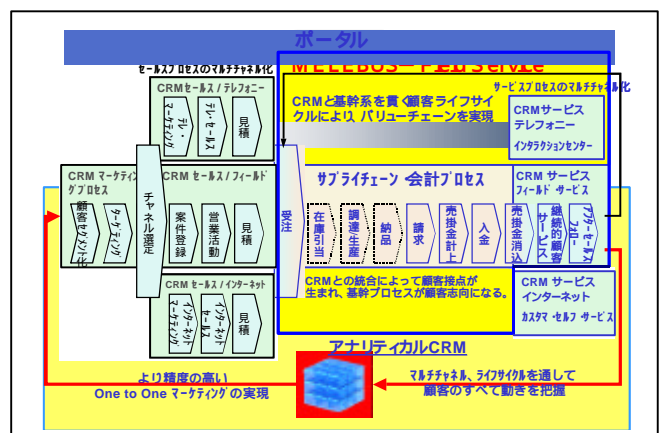 ポータル
MELEBUS－Field Service
セールスプロセスのマルチチャネル化
サービスプロセスのマルチチャネル化
CRMセールス / テレフォニー
テレ・
マーケティング
テレ・セールス
見積
CRMと基幹系を貫く顧客ライフサイ
クルにより、バリューチェーンを実現
CRMサービス
テレフォニー
インタラクションセンター
CRM マーケティン
グプロセス
顧客セグメント化
ターゲティング
チャネル選定
CRM セールス / フィールド
案件登録
営業活動
見積
受注
サプライチェーン・会計プロセス
在庫引当
調達/生産
納品
請求
売掛金計上
入金
売掛金消込
CRM サービス
フィールド サービス
継続的顧客
サービス
アフターセールス
フォロー
CRMとの統合によって顧客接点が
生まれ、基幹プロセスが顧客志向になる。
CRM セールス / インターネット
インターネット
マーケティング
インターネット
セールス
見積
CRM サービス
インターネット
カスタマ セルフ サービス
アナリティカルCRM
より精度の高い
One to One マーケティングの実現
マルチチャネル、ライフサイクルを通して
顧客のすべて動きを把握